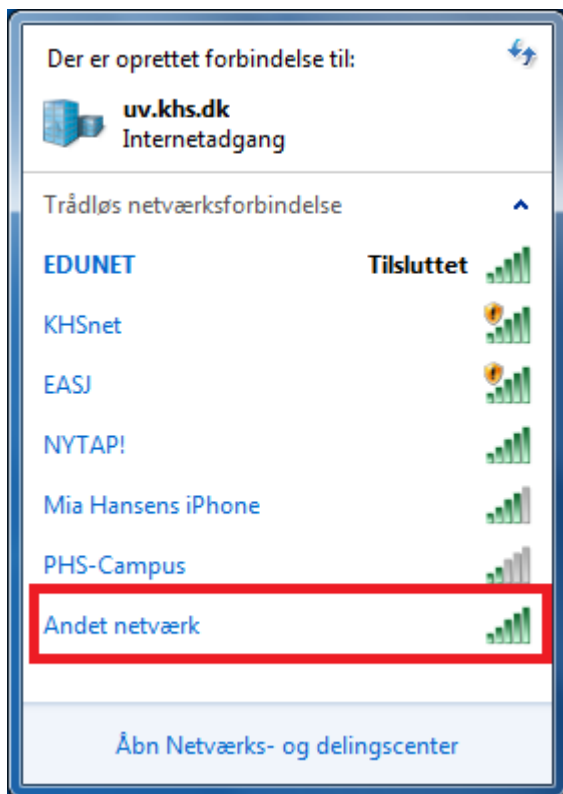 Der er oprettet forbindelse til:
uv.khs.dk
Internetadgang
Trådløs netværksforbindelse
EDUNET Tilsluttet
KHSnet
EASJ
NYTAP!
Mia Hansens iPhone
PHS-Campus
Andet netværk
Åbn Netværks- og delingscenter